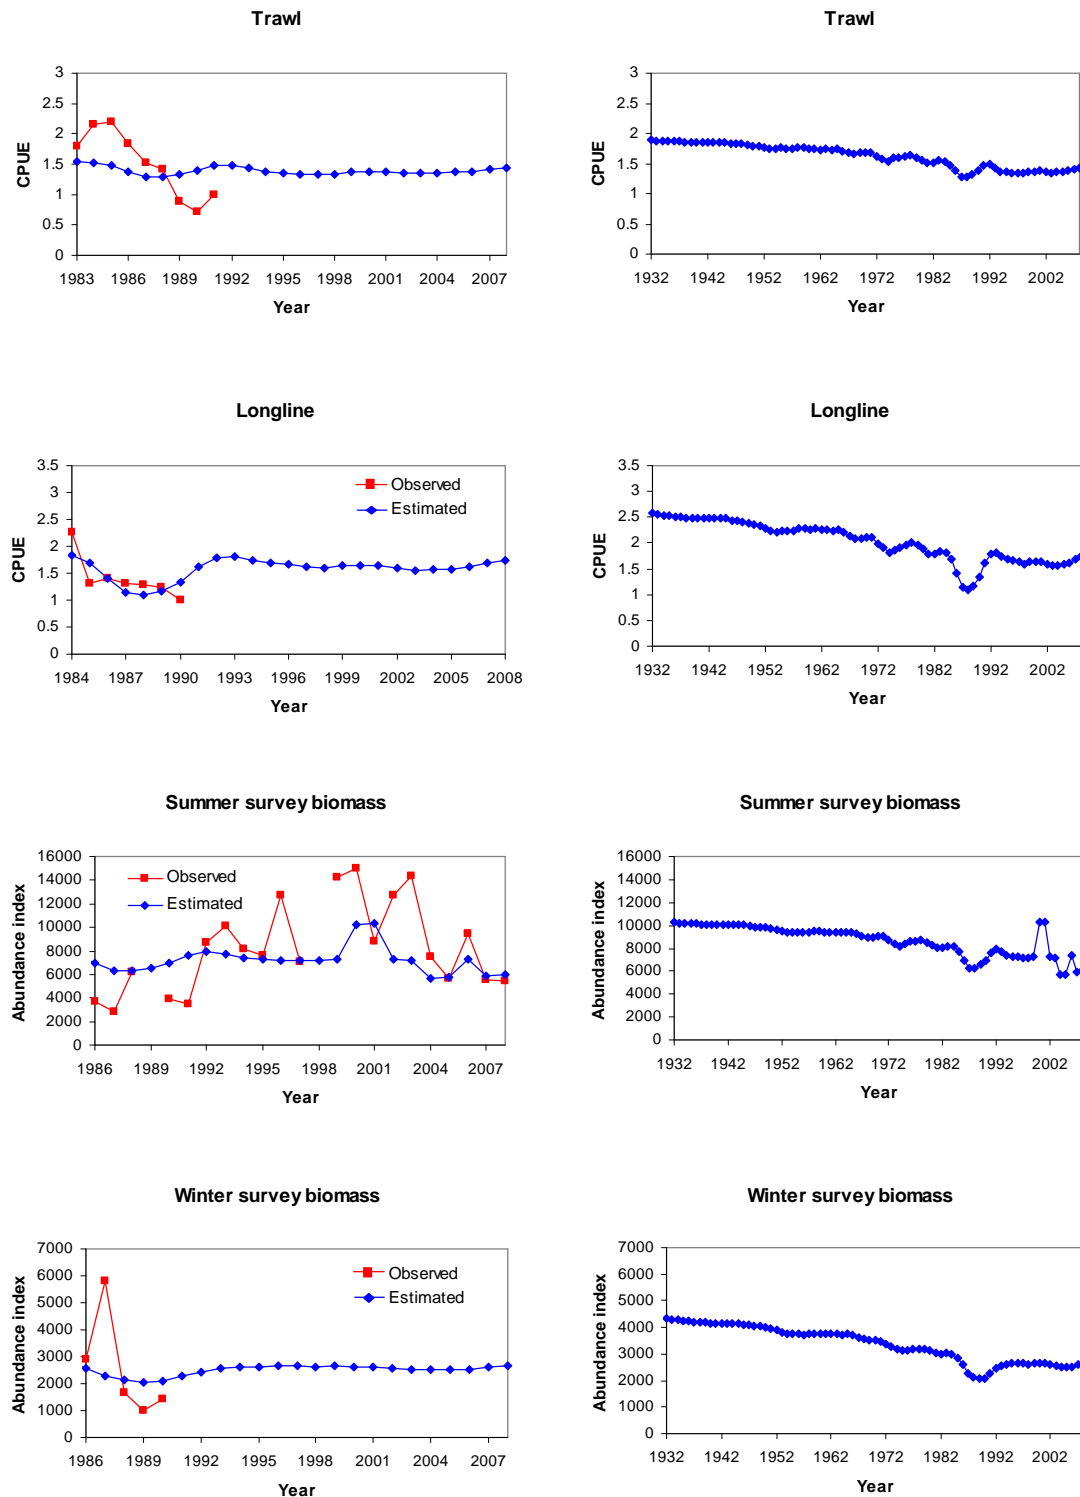 Trawl
Trawl
3
2.5
2
1.5
1
0.5
0
CPUE
1983 1986 1989 1992 1995 1998 2001 2004 2007
Year
3
2.5
2
1.5
1
0.5
0
CPUE
1932 1942 1952 1962 1972 1982 1992 2002
Year
Longline
Longline
3.5
3
2.5
2
1.5
1
0.5
0
CPUE
Observed
Estimated
1984 1987 1990 1993 1996 1999 2002 2005 2008
Year
3.5
3
2.5
2
1.5
1
0.5
0
CPUE
1932 1942 1952 1962 1972 1982 1992 2002
Year
Summer survey biomass
Summer survey biomass
16000
14000
12000
10000
8000
6000
4000
2000
0
Abundance index
Observed
Estimated
1986 1989 1992 1995 1998 2001 2004 2007
Year
16000
14000
12000
10000
8000
6000
4000
2000
0
Abundance index
1932 1942 1952 1962 1972 1982 1992 2002
Year
Winter survey biomass
Winter survey biomass
7000
6000
5000
4000
3000
2000
1000
0
Abundance index
Observed
Estimated
1986 1989 1992 1995 1998 2001 2004 2007
Year
7000
6000
5000
4000
3000
2000
1000
0
Abundance index
1932 1942 1952 1962 1972 1982 1992 2002
Year